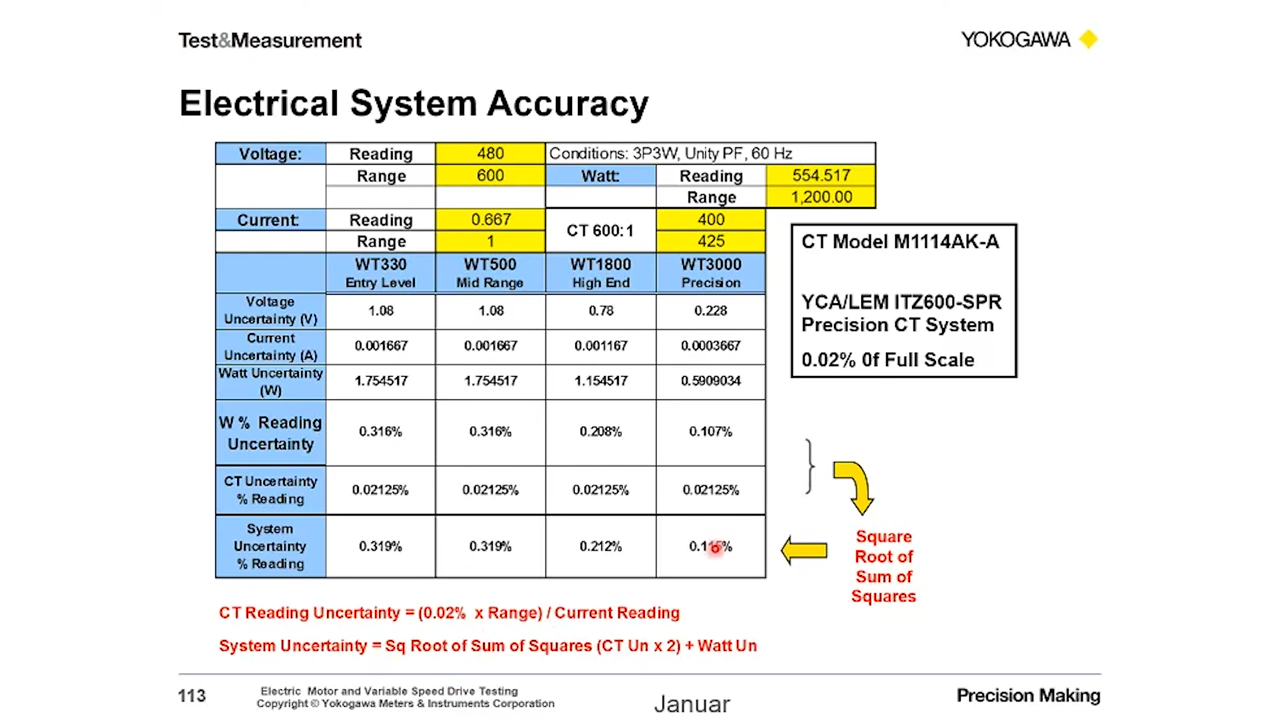 Test&Measurement
YOKOGAWA
Electrical System Accuracy
Voltage: Reading 480 Conditions: 3P3W, Unity PF, 60 Hz
Range 600 Watt: Reading 554.517
Range 1,200.00
Current: Reading 0.667 CT 600:1 400
Range 1 425
WT330 WT500 WT1800 WT3000
Entry Level Mid Range High End Precision
Voltage
Uncertainty (V) 1.08 1.08 0.78 0.228
Current
Uncertainty (A) 0.001667 0.001667 0.001167 0.0003667
Watt Uncertainty
(W) 1.754517 1.754517 1.154517 0.5909034
W % Reading
Uncertainty 0.316% 0.316% 0.208% 0.107%
CT Uncertainty
% Reading 0.02125% 0.02125% 0.02125% 0.02125%
System
Uncertainty
% Reading 0.319% 0.319% 0.212%
CT Model M1114AK-A
YCA/LEM ITZ600-SPR
Precision CT System
0.02% 0f Full Scale
Square
Root of
Sum of
Squares
CT Reading Uncertainty = (0.02% x Range) / Current Reading
System Uncertainty = Sq Root of Sum of Squares (CT Un x 2) + Watt Un
113
Electric Motor and Variable Speed Drive Testing
Copyright © Yokogawa Meters & Instruments Corporation
Januar
Precision Making